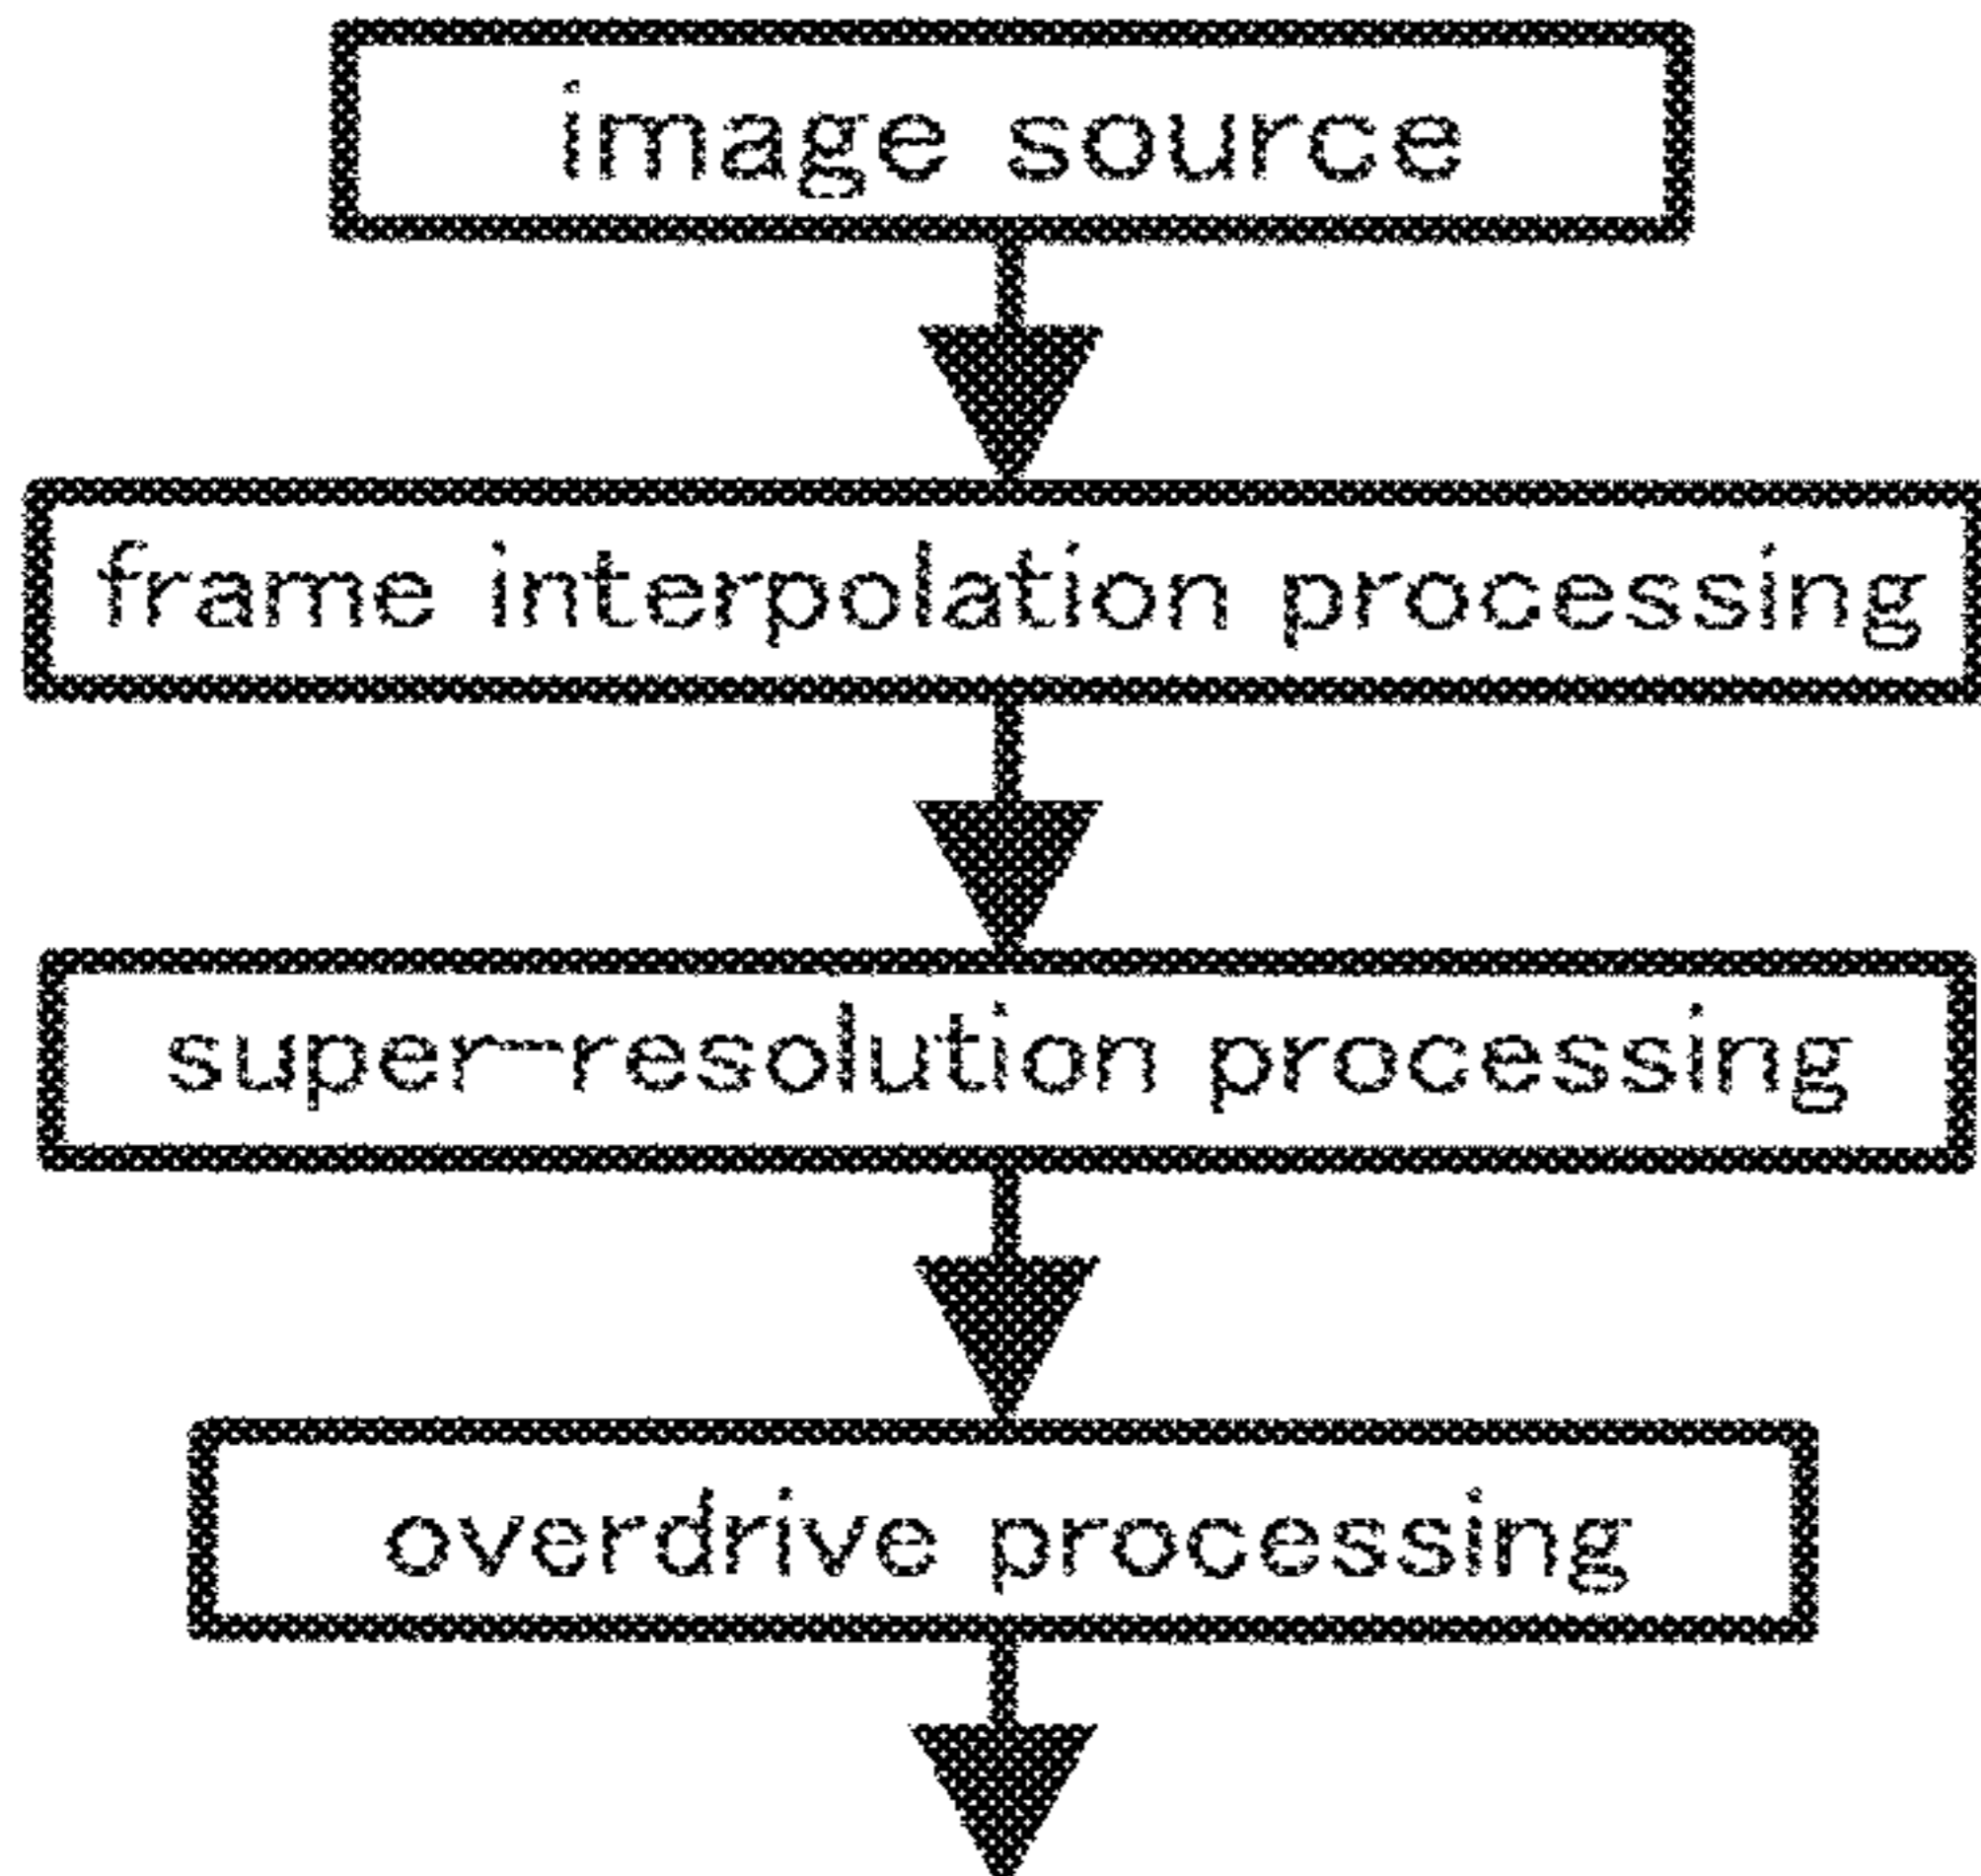 image source
frame interpolation processing
super-resolution processing
overdrive processing